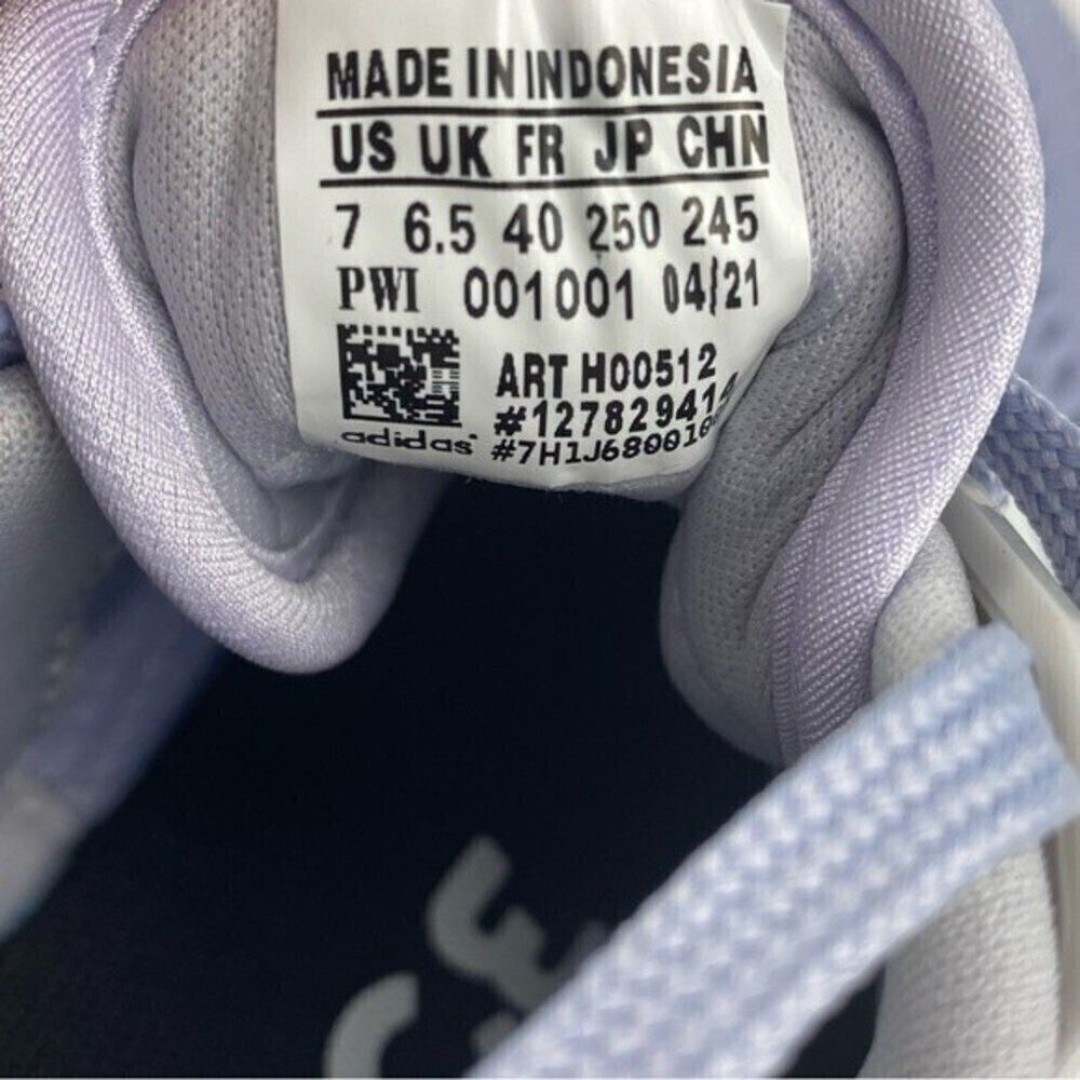 MADE IN INDONESIA
US UK FR JP CHN
7 6.5 40 250 245
PWI 001001 04/21
ART H00512
adidas